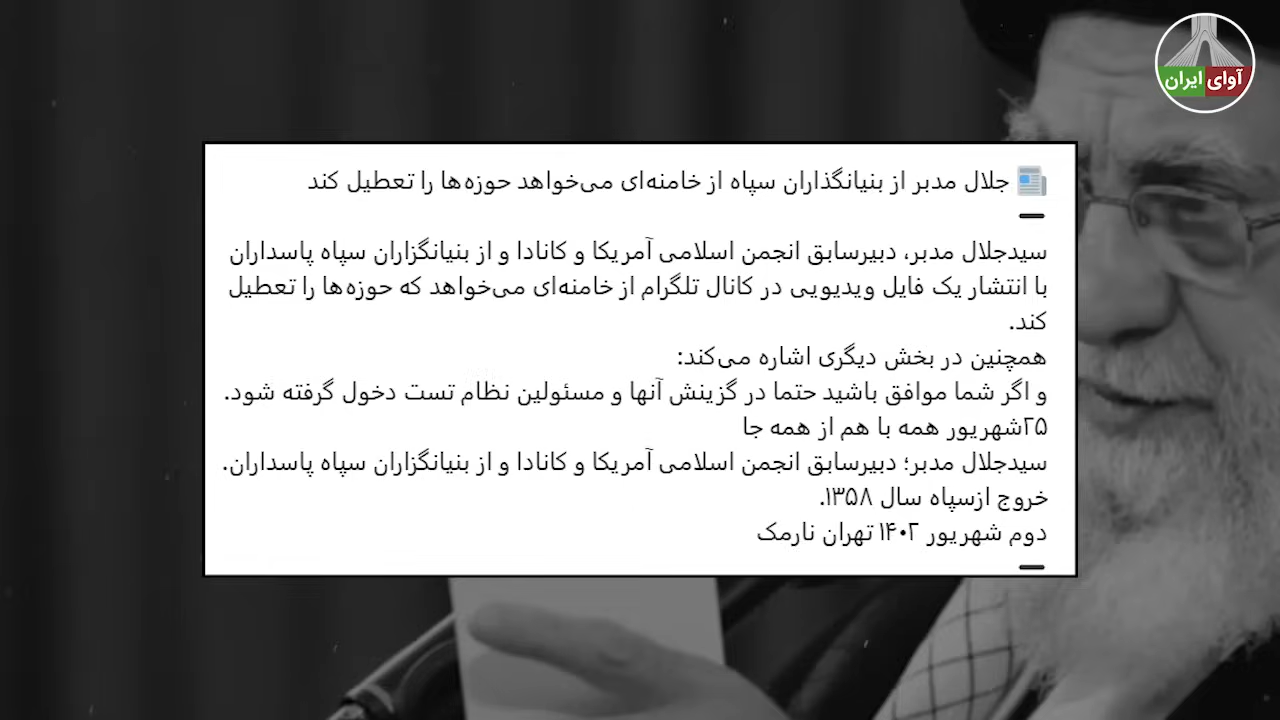 آوای ایران
جلال مدبر از بنیانگذاران سپاه از خامنه‌ای می‌خواهد حوزه‌ها را تعطیل کند
سیدجلال مدبر، دبیرسابق انجمن اسلامی آمریکا و کانادا و از بنیانگزاران سپاه پاسداران
با انتشار یک فایل ویدیویی در کانال تلگرام از خامنه‌ای می‌خواهد که حوزه‌ها را تعطیل
کند.
همچنین در بخش دیگری اشاره می‌کند:
و اگر شما موافق باشید حتما در گزینش آنها و مسئولین نظام تست دخول گرفته شود.
۲۵شهریور همه با هم از همه جا
سیدجلال مدبر؛ دبیرسابق انجمن اسلامی آمریکا و کانادا و از بنیانگزاران سپاه پاسداران.
خروج ازسپاه سال ۱۳۵۸.
دوم شهریور ۱۴۰۲ تهران نارمک